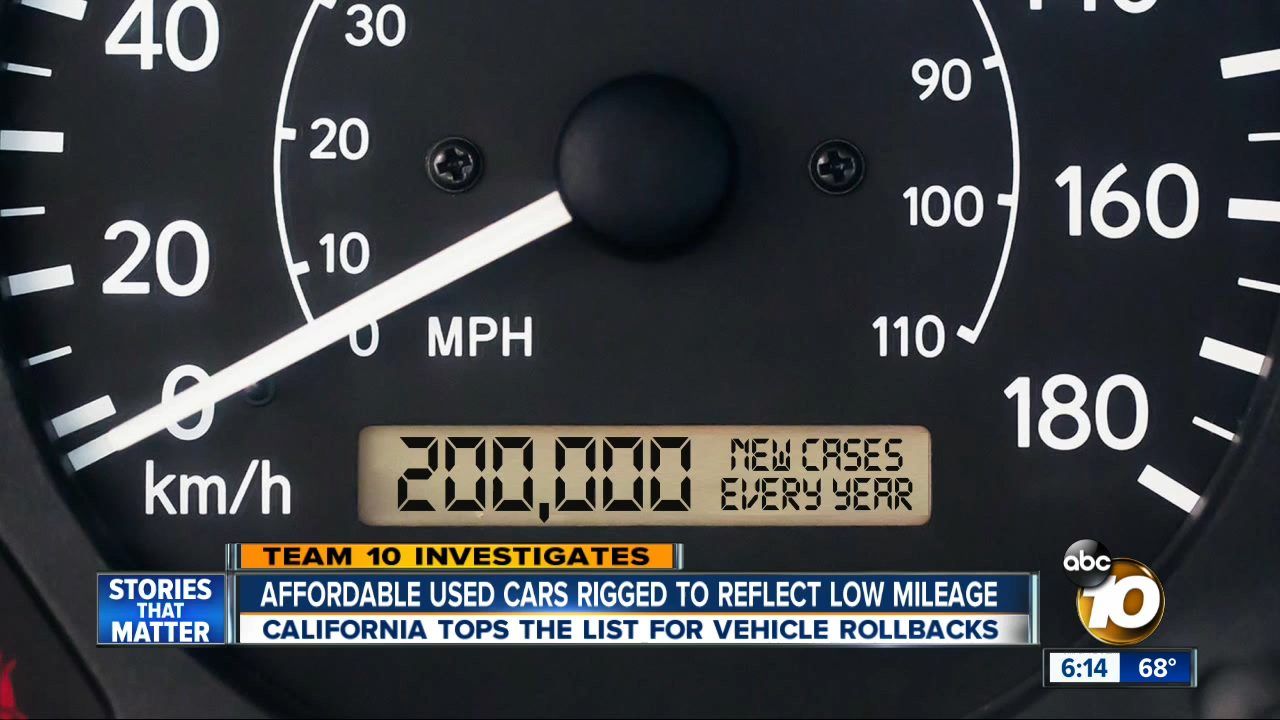 40
30
20
10
0
MPH
20
0
km/h
90
100
110
160
180
200,000
NEW CASES
EVERY YEAR
TEAM 10 INVESTIGATES
STORIES
THAT
MATTER
AFFORDABLE USED CARS RIGGED TO REFLECT LOW MILEAGE
CALIFORNIA TOPS THE LIST FOR VEHICLE ROLLBACKS
abc
10
6:14 68°